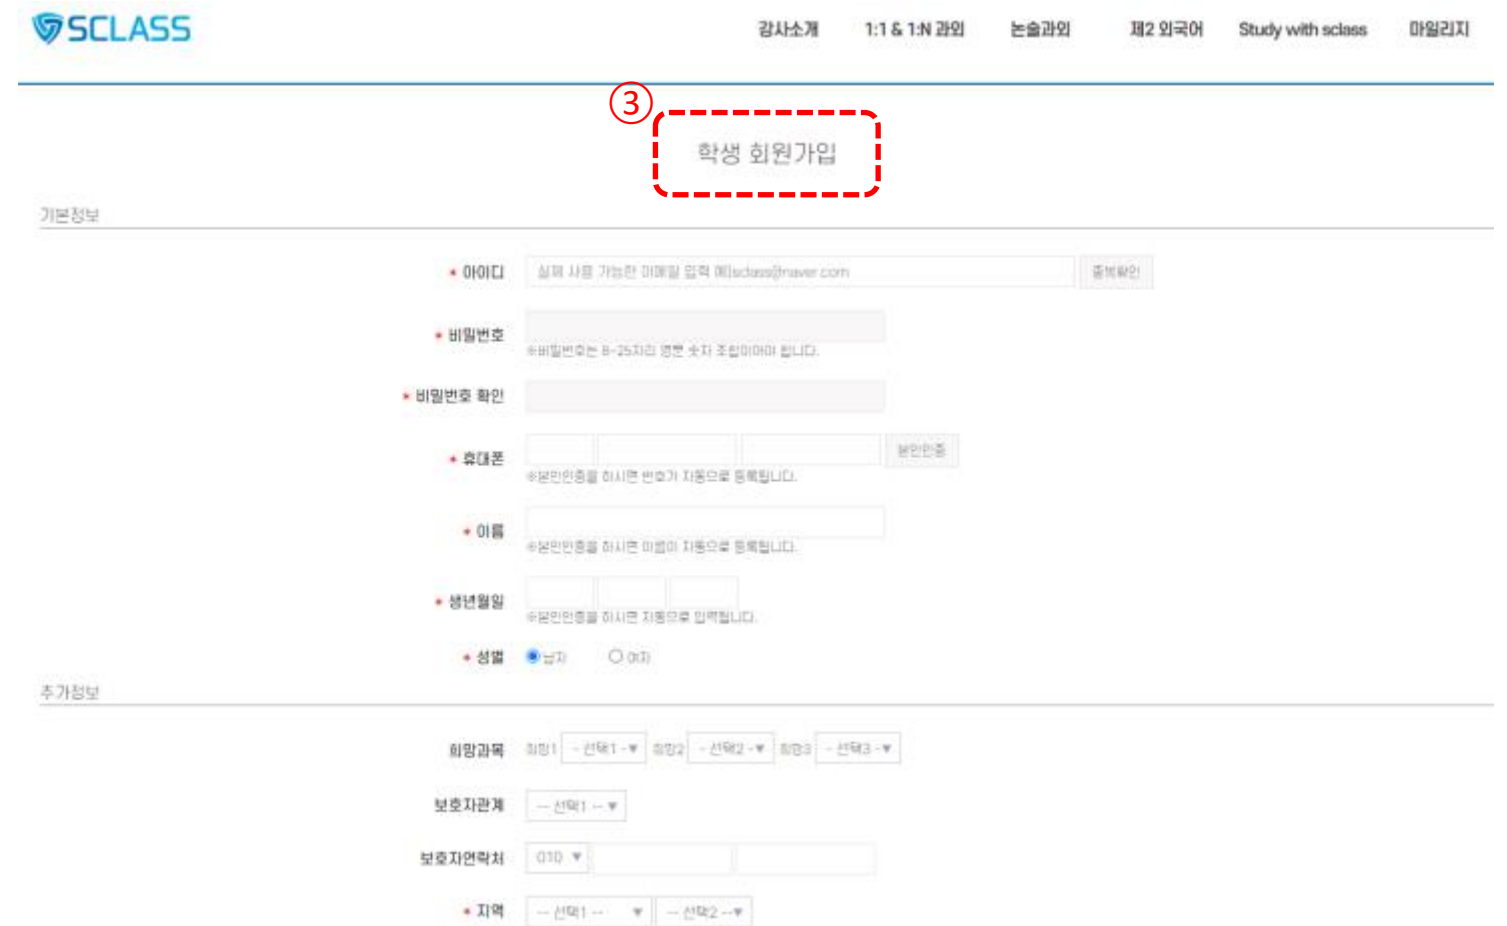 SCLASS
강사소개 1:1 & 1:N 과외 논술과외 제2 외국어 Study with sclass 마일리지
③
학생 회원가입
기본정보
* 아이디 실제 사용 가능한 이메일 입력 예)sclass@naver.com 중복확인
* 비밀번호
※비밀번호는 8~25자리 영문 숫자 조합이어야 합니다.
* 비밀번호 확인
* 휴대폰 본인인증
※본인인증을 하시면 번호가 자동으로 등록됩니다.
* 이름
※본인인증을 하시면 이름이 자동으로 등록됩니다.
* 생년월일
※본인인증을 하시면 자동으로 입력됩니다.
* 성별 남자 여자
추가정보
희망과목 희망1 - 선택1 -▼ 희망2 - 선택2 -▼ 희망3 - 선택3 -▼
보호자관계 -- 선택1 -- ▼
보호자연락처 010 ▼
* 지역 -- 선택1 -- ▼ -- 선택2 --▼